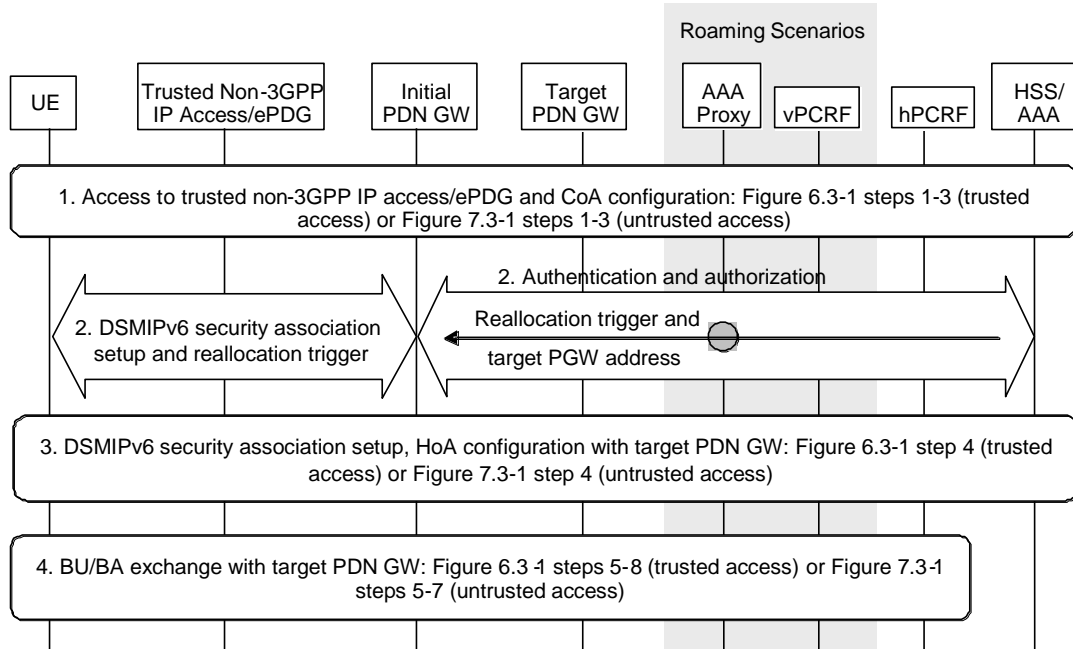 Roaming Scenarios
UE
Trusted Non-3GPP
IP Access/ePDG
Initial
PDN GW
Target
PDN GW
AAA
Proxy
vPCRF
hPCRF
HSS/
AAA
1. Access to trusted non-3GPP IP access/ePDG and CoA configuration: Figure 6.3-1 steps 1-3 (trusted
access) or Figure 7.3-1 steps 1-3 (untrusted access)
2. Authentication and authorization
2. DSMIPv6 security association
setup and reallocation trigger
Reallocation trigger and
target PGW address
3. DSMIPv6 security association setup, HoA configuration with target PDN GW: Figure 6.3-1 step 4 (trusted
access) or Figure 7.3-1 step 4 (untrusted access)
4. BU/BA exchange with target PDN GW: Figure 6.3-1 steps 5-8 (trusted access) or Figure 7.3-1
steps 5-7 (untrusted access)